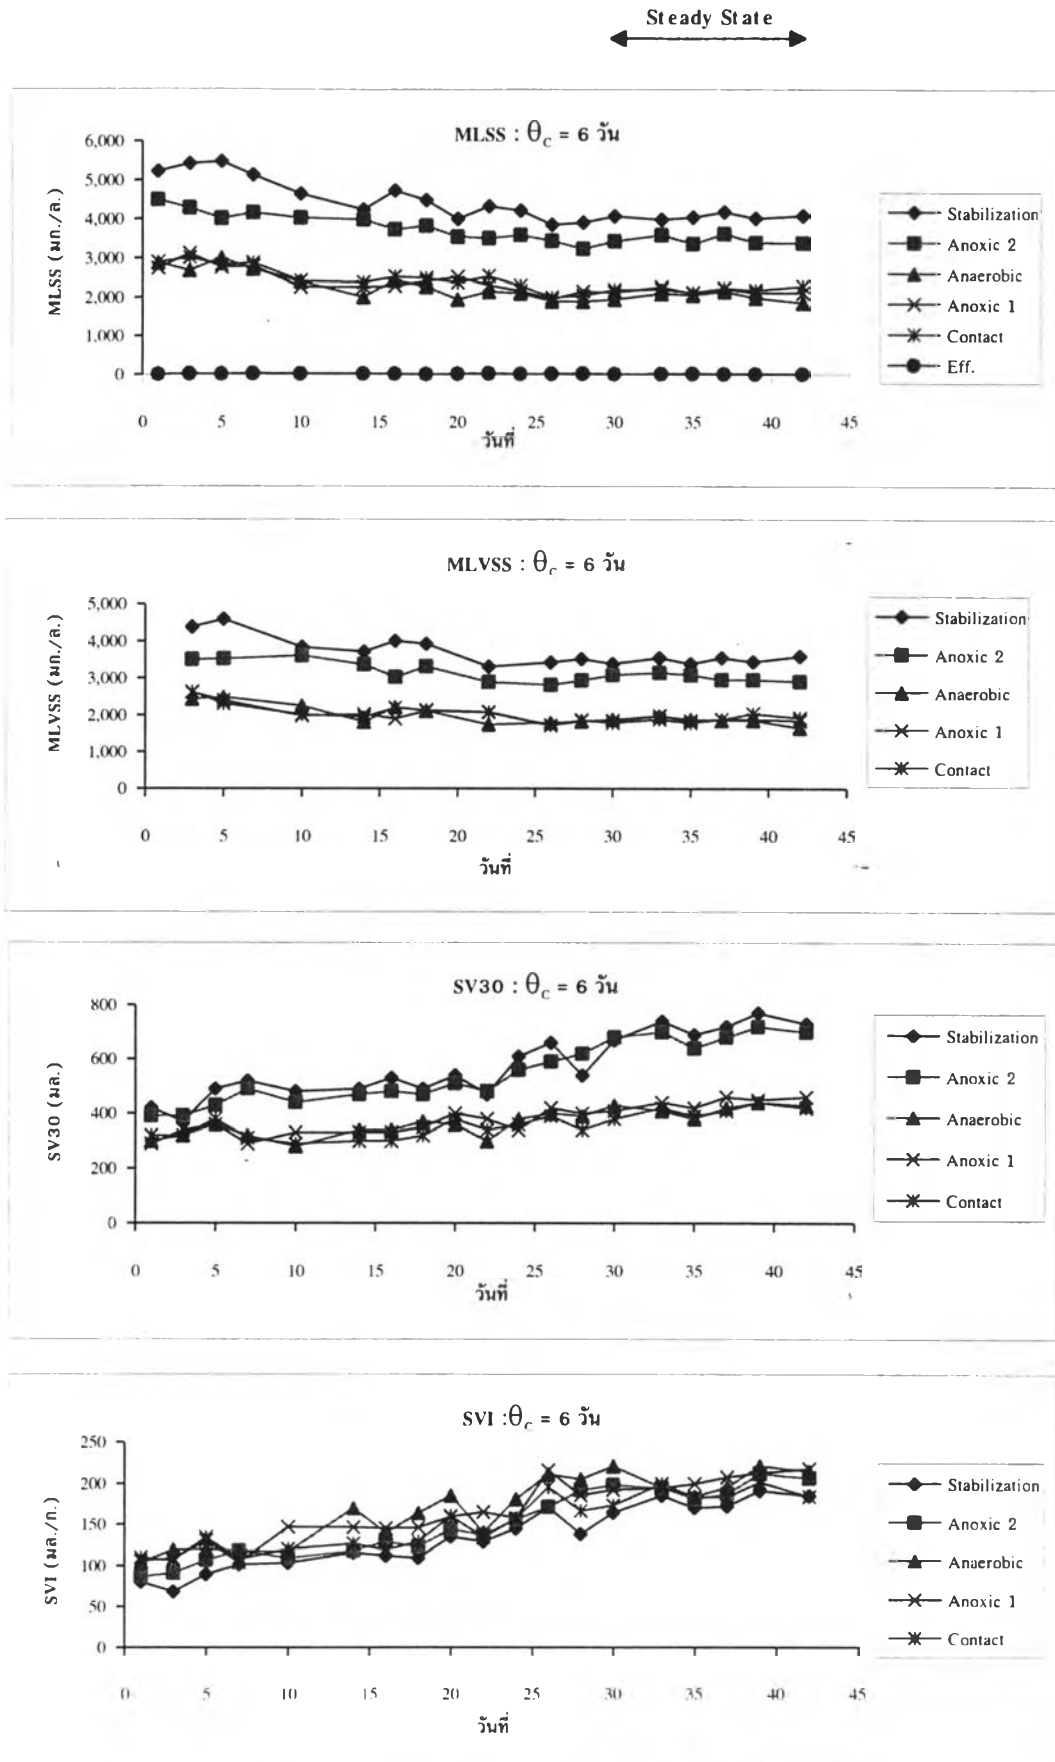 Steady State
MLSS : θc = 6 วัน
MLSS (มก./ล.)
6,000
5,000
4,000
3,000
2,000
1,000
0
0 5 10 15 20 25 30 35 40 45
วันที่
Stabilization
Anoxic 2
Anaerobic
Anoxic 1
Contact
Eff.
MLVSS : θc = 6 วัน
MLVSS (มก./ล.)
5,000
4,000
3,000
2,000
1,000
0
0 5 10 15 20 25 30 35 40 45
วันที่
Stabilization
Anoxic 2
Anaerobic
Anoxic 1
Contact
SV30 : θc = 6 วัน
SV30 (มล.)
800
600
400
200
0
0 5 10 15 20 25 30 35 40 45
วันที่
Stabilization
Anoxic 2
Anaerobic
Anoxic 1
Contact
SVI :θc = 6 วัน
SVI (มล./ก.)
250
200
150
100
50
0
0 5 10 15 20 25 30 35 40 45
วันที่
Stabilization
Anoxic 2
Anaerobic
Anoxic 1
Contact